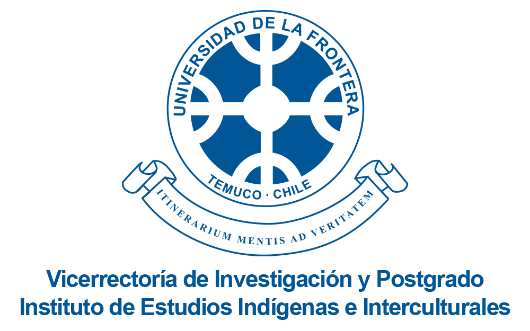 UNIVERSIDAD DE LA FRONTERA
TEMUCO · CHILE
ITINERARIUM MENTIS AD VERITATEM
Vicerrectoría de Investigación y Postgrado
Instituto de Estudios Indígenas e Interculturales